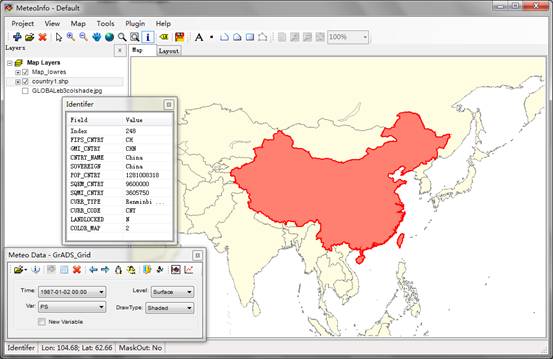 MeteoInfo - Default
Project View Map Tools Plugin Help
100%
Layers
Map Layout
Map Layers
Map_lowres
country1.shp
GLOBALeb3colshade.jpg
Identifer
Field Value
Index 248
FIPS_CNTRY CH
GMI_CNTRY CHN
CNTRY_NAME China
SOVEREIGN China
POP_CNTRY 1281008318
SQKM_CNTRY 9600000
SQMI_CNTRY 3605750
CURR_TYPE Renminbi ...
CURR_CODE CNY
LANDLOCKED N
COLOR_MAP 2
Meteo Data - GrADS_Grid
Time: 1987-01-02 00:00 Level: Surface
Var: PS DrawType: Shaded
New Variable
Identifer Lon: 104.68; Lat: 62.66 MaskOut: No